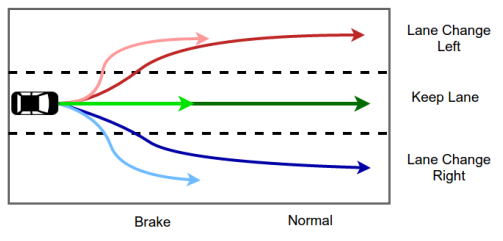 Lane Change
Left
Keep Lane
Lane Change
Right
Brake
Normal